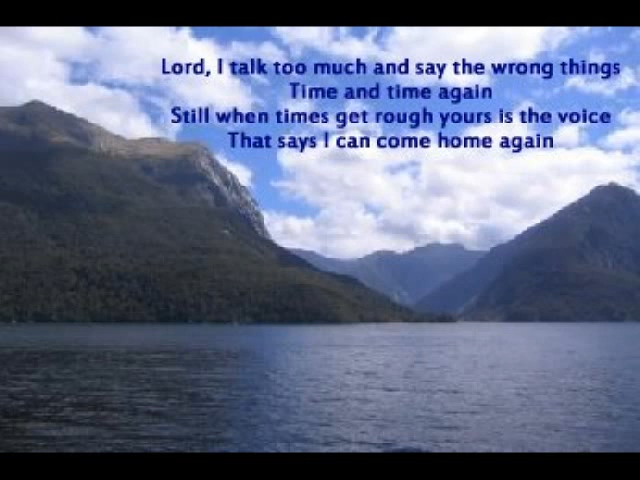 Lord, I talk too much and say the wrong things
Time and time again
Still when times get rough yours is the voice
That says I can come home again